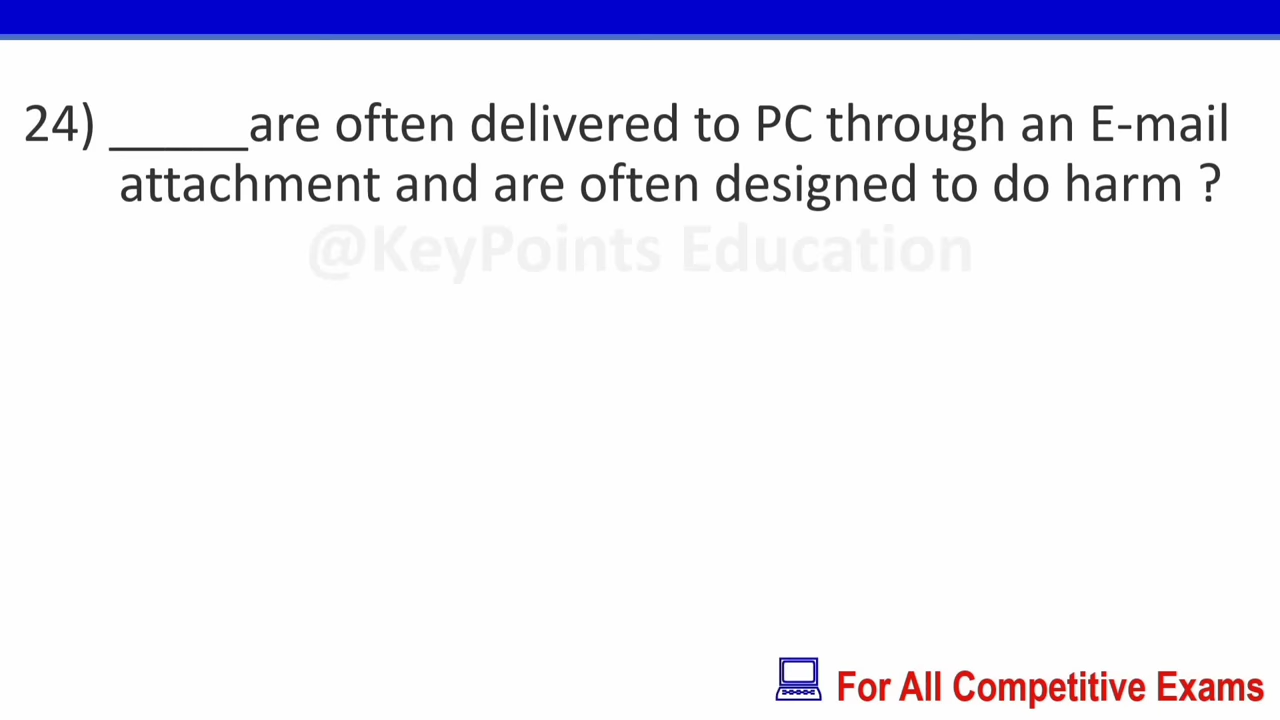 24) _____are often delivered to PC through an E-mail
attachment and are often designed to do harm ?
@KeyPoints Education
For All Competitive Exams